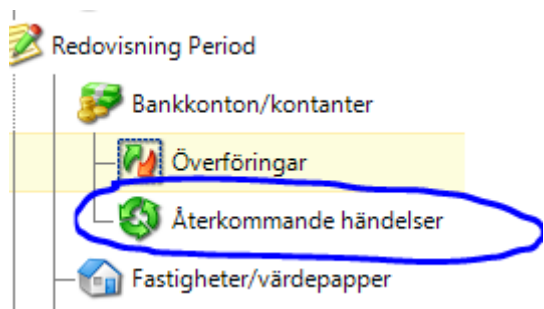 Redovisning Period
Bankkonton/kontanter
Överföringar
Återkommande händelser
Fastigheter/värdepapper